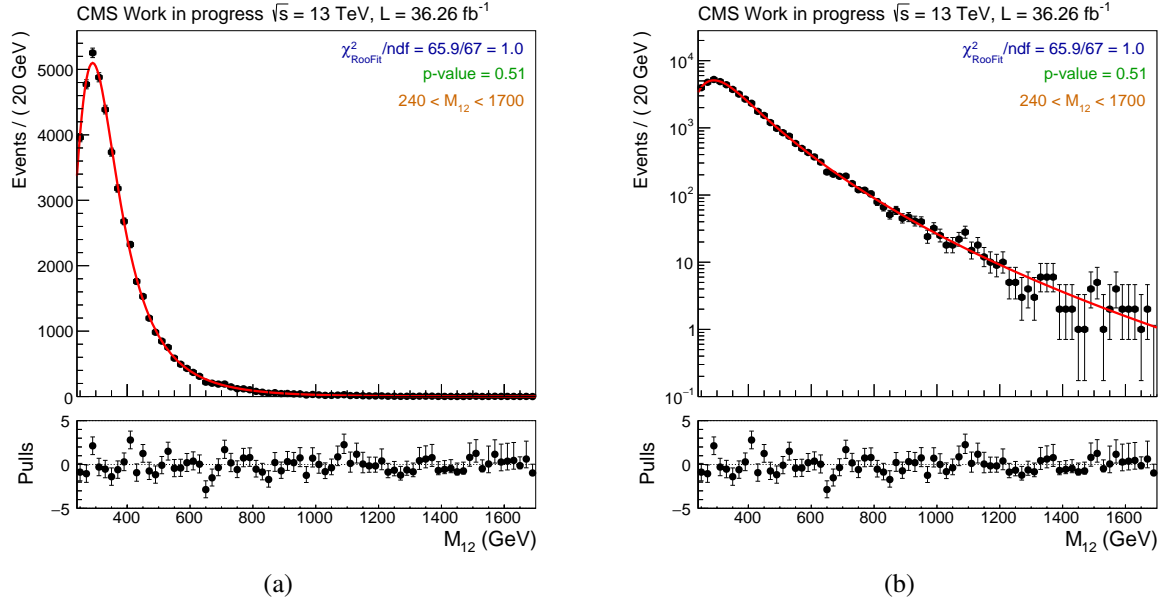 CMS Work in progress √s = 13 TeV, L = 36.26 fb⁻¹
χ²RooFit/ndf = 65.9/67 = 1.0
p-value = 0.51
240 < M₁₂ < 1700
Events / ( 20 GeV )
5000
4000
3000
2000
1000
0
Pulls
5
0
−5
400 600 800 1000 1200 1400 1600
M₁₂ (GeV)
(a)
CMS Work in progress √s = 13 TeV, L = 36.26 fb⁻¹
χ²RooFit/ndf = 65.9/67 = 1.0
p-value = 0.51
240 < M₁₂ < 1700
Events / ( 20 GeV )
10⁵
10⁴
10³
10²
10
1
10⁻¹
Pulls
5
0
−5
400 600 800 1000 1200 1400 1600
M₁₂ (GeV)
(b)